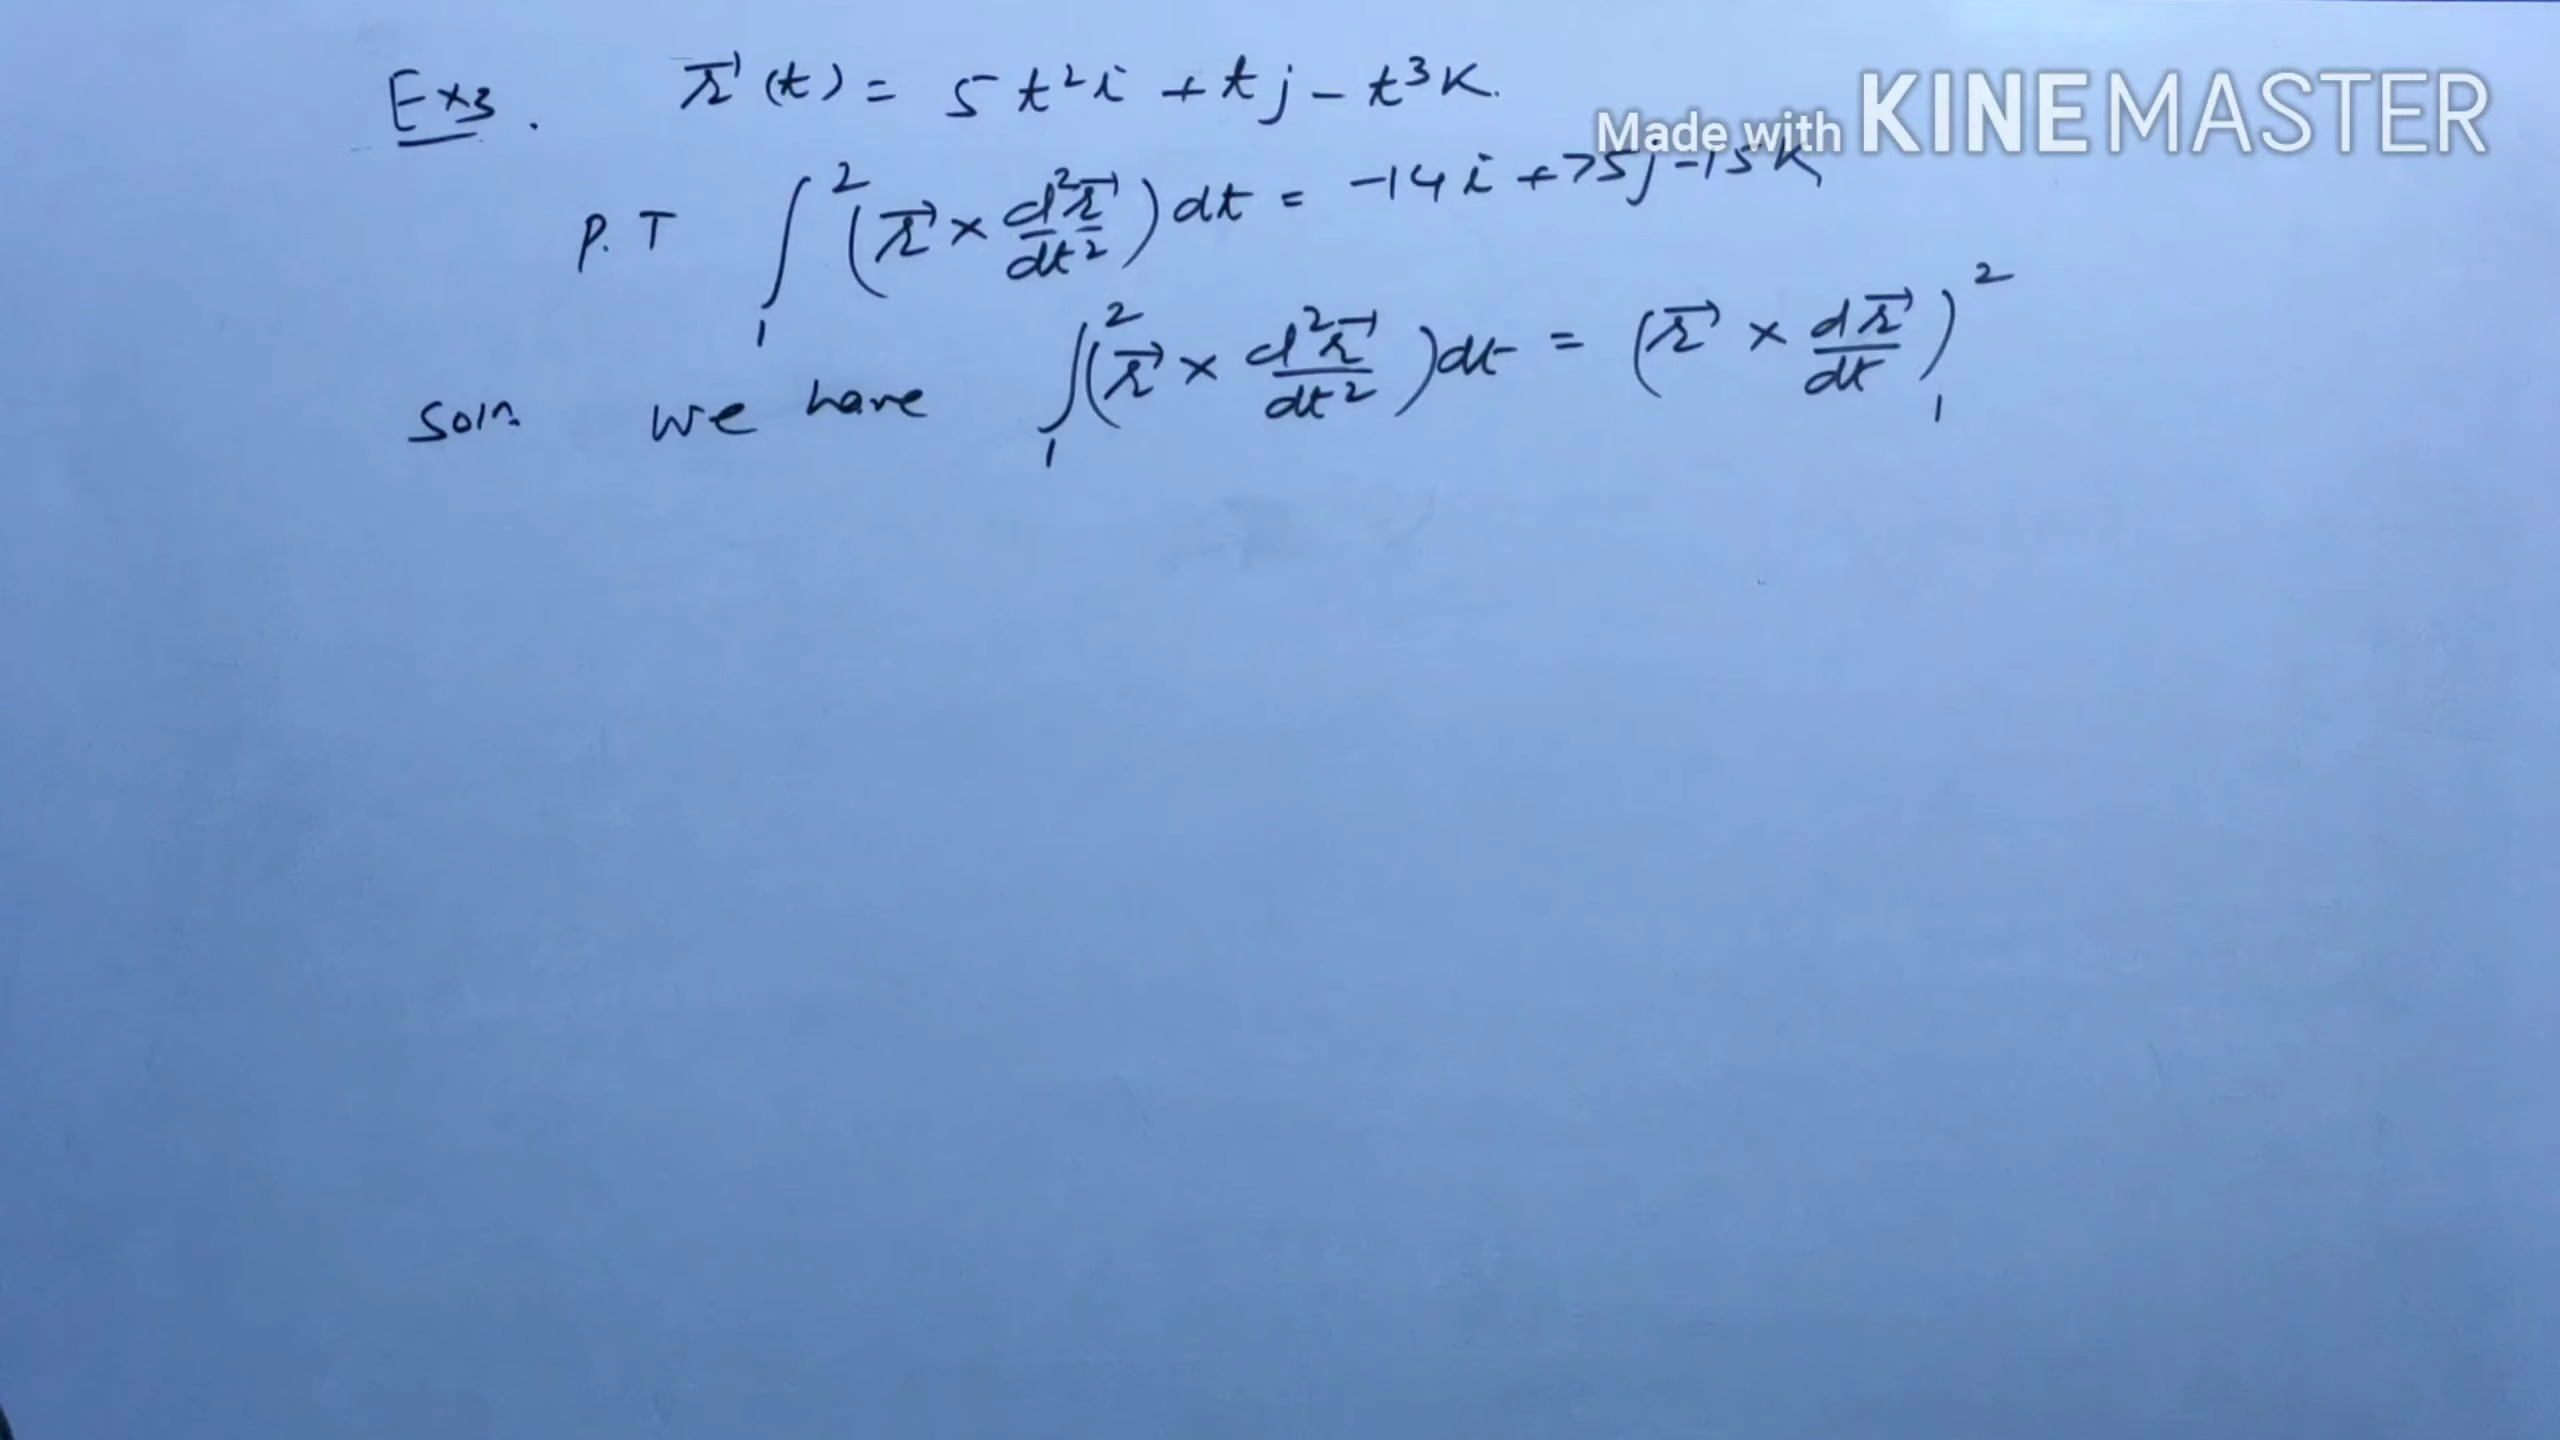 Ex3. r⃗(t) = 5t²i + tj - t³k.
Made with KINEMASTER
P.T ∫₁² (r⃗ × d²r⃗/dt²) dt = -14i + 75j - 15k
Soln. We have ∫₁² (r⃗ × d²r⃗/dt²) dt = (r⃗ × dr⃗/dt)₁²